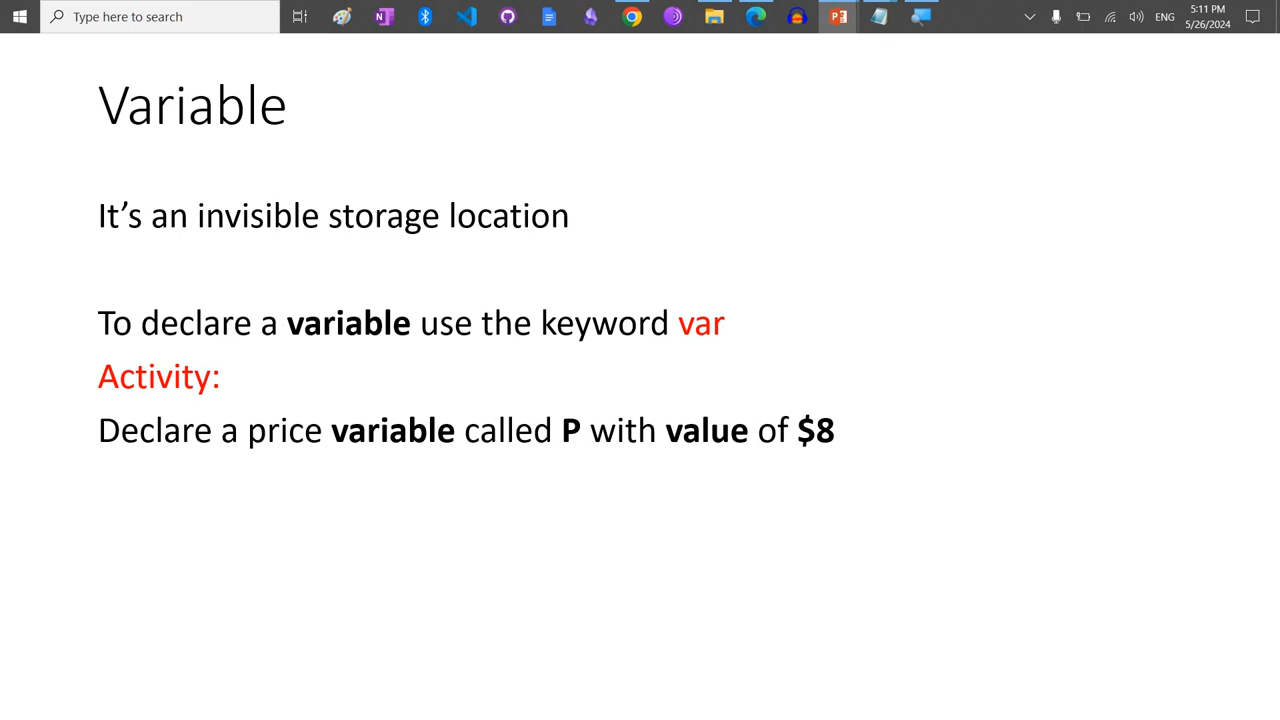 Type here to search
ENG
5:11 PM
5/26/2024
Variable
It’s an invisible storage location
To declare a variable use the keyword var
Activity:
Declare a price variable called P with value of $8